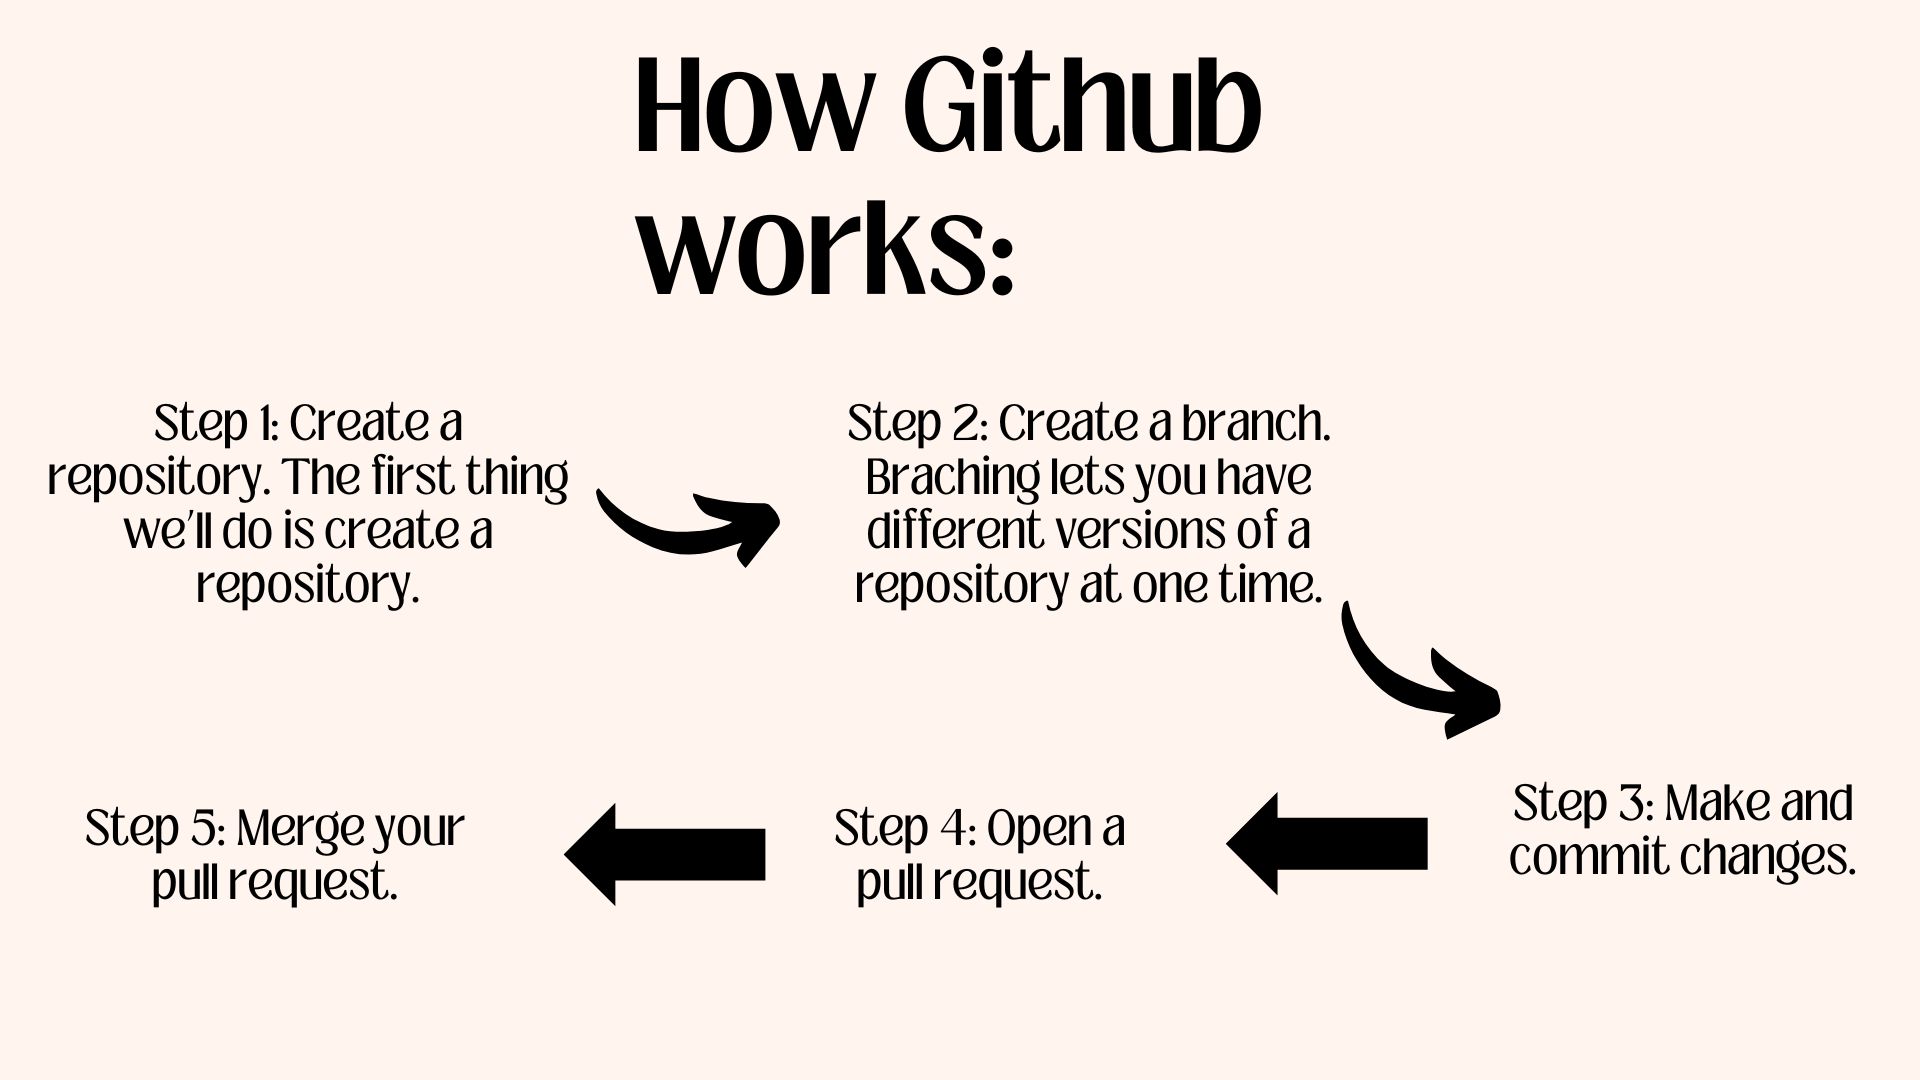 How Github
works:
Step 1: Create a
repository. The first thing
we'll do is create a
repository.
Step 2: Create a branch.
Braching lets you have
different versions of a
repository at one time.
Step 3: Make and
commit changes.
Step 4: Open a
pull request.
Step 5: Merge your
pull request.